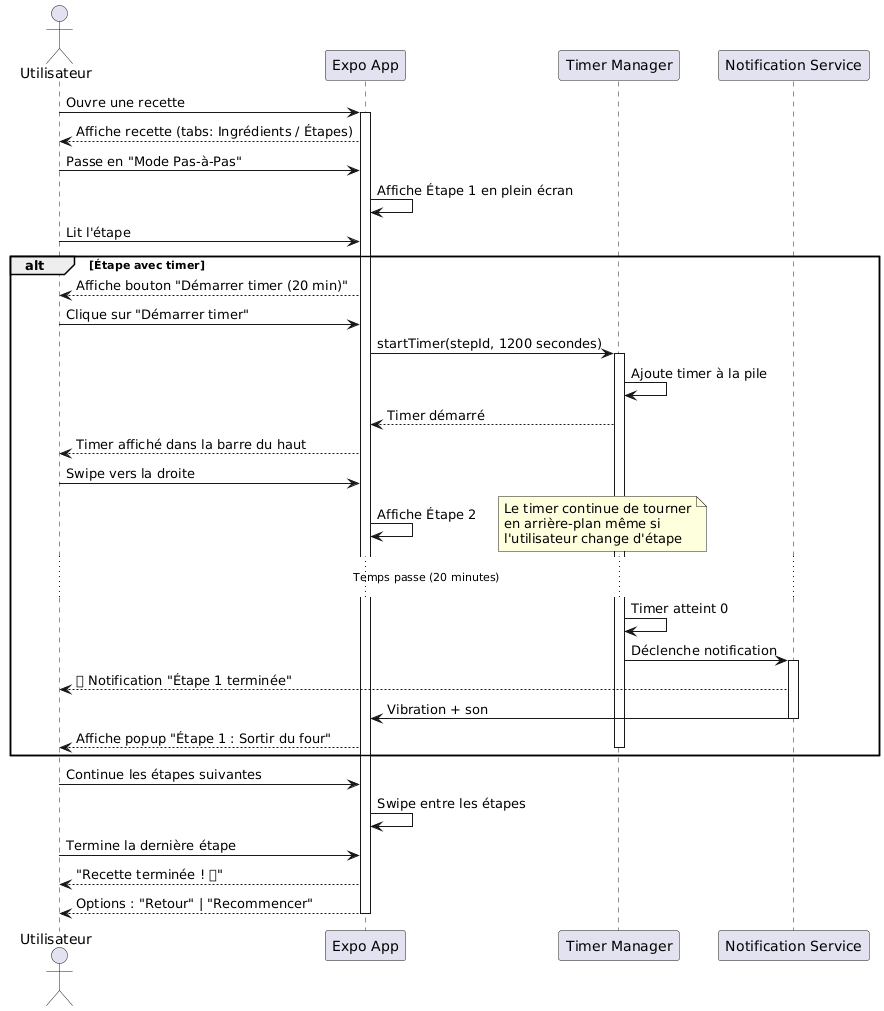 Utilisateur
Expo App
Timer Manager
Notification Service
Ouvre une recette
Affiche recette (tabs: Ingrédients / Étapes)
Passe en "Mode Pas-à-Pas"
Affiche Étape 1 en plein écran
Lit l'étape
alt
[Étape avec timer]
Affiche bouton "Démarrer timer (20 min)"
Clique sur "Démarrer timer"
startTimer(stepId, 1200 secondes)
Ajoute timer à la pile
Timer démarré
Timer affiché dans la barre du haut
Swipe vers la droite
Affiche Étape 2
Le timer continue de tourner
en arrière-plan même si
l'utilisateur change d'étape
Temps passe (20 minutes)
Timer atteint 0
Déclenche notification
Notification "Étape 1 terminée"
Vibration + son
Affiche popup "Étape 1 : Sortir du four"
Continue les étapes suivantes
Swipe entre les étapes
Termine la dernière étape
"Recette terminée ! "
Options : "Retour" | "Recommencer"
Utilisateur
Expo App
Timer Manager
Notification Service